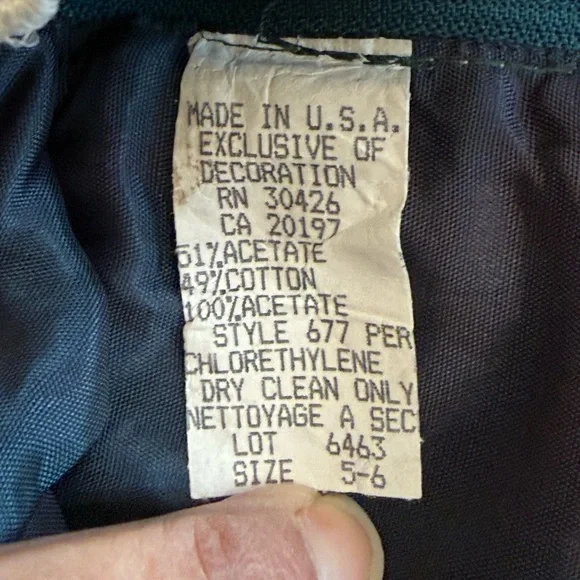 MADE IN U.S.A.
EXCLUSIVE OF
DECORATION
RN 30426
CA 20197
51%ACETATE
49%COTTON
100%ACETATE
STYLE 677 PER
CHLORETHYLENE
DRY CLEAN ONLY
NETTOYAGE A SEC
LOT 6463
SIZE 5-6